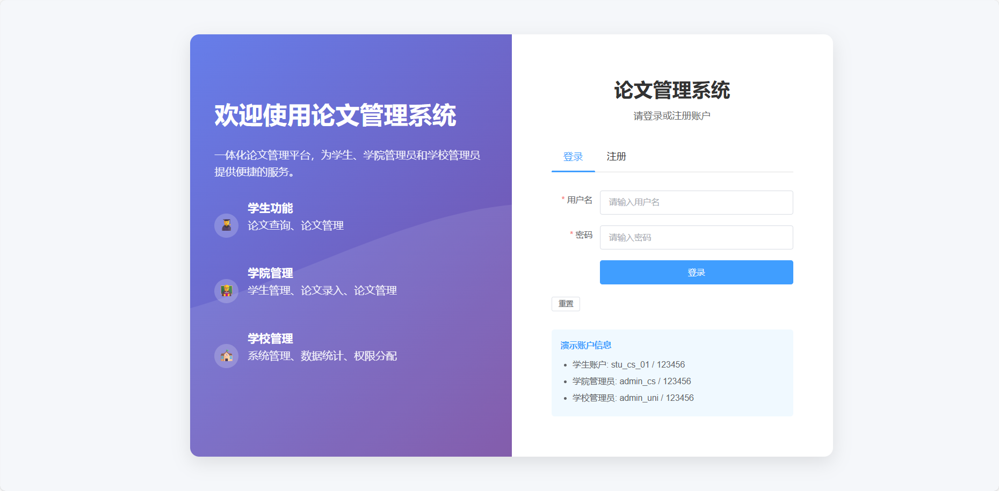 欢迎使用论文管理系统
一体化论文管理平台，为学生、学院管理员和学校管理员
提供便捷的服务。
学生功能
论文查询、论文管理
学院管理
学生管理、论文录入、论文管理
学校管理
系统管理、数据统计、权限分配
论文管理系统
请登录或注册账户
登录 注册
* 用户名 请输入用户名
* 密码 请输入密码
登录
重置
演示账户信息
• 学生账户: stu_cs_01 / 123456
• 学院管理员: admin_cs / 123456
• 学校管理员: admin_uni / 123456